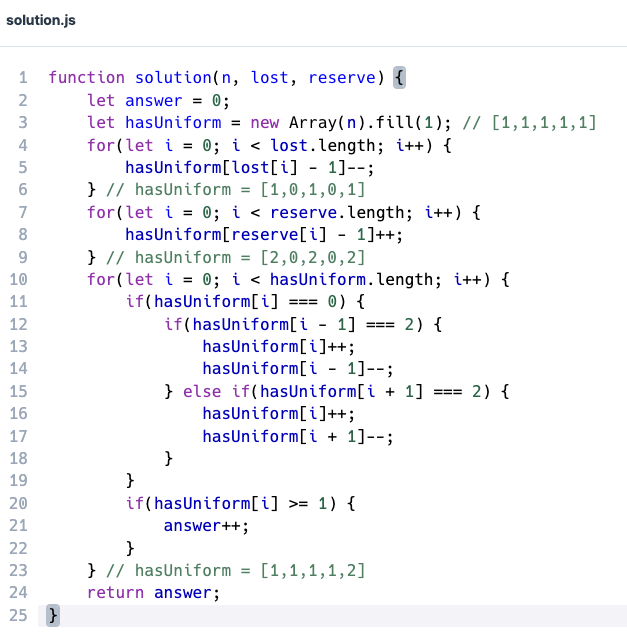 solution.js
1 function solution(n, lost, reserve) {
2     let answer = 0;
3     let hasUniform = new Array(n).fill(1); // [1,1,1,1,1]
4     for(let i = 0; i < lost.length; i++) {
5         hasUniform[lost[i] - 1]--;
6     } // hasUniform = [1,0,1,0,1]
7     for(let i = 0; i < reserve.length; i++) {
8         hasUniform[reserve[i] - 1]++;
9     } // hasUniform = [2,0,2,0,2]
10     for(let i = 0; i < hasUniform.length; i++) {
11         if(hasUniform[i] === 0) {
12             if(hasUniform[i - 1] === 2) {
13                 hasUniform[i]++;
14                 hasUniform[i - 1]--;
15             } else if(hasUniform[i + 1] === 2) {
16                 hasUniform[i]++;
17                 hasUniform[i + 1]--;
18             }
19         }
20         if(hasUniform[i] >= 1) {
21             answer++;
22         }
23     } // hasUniform = [1,1,1,1,2]
24     return answer;
25 }